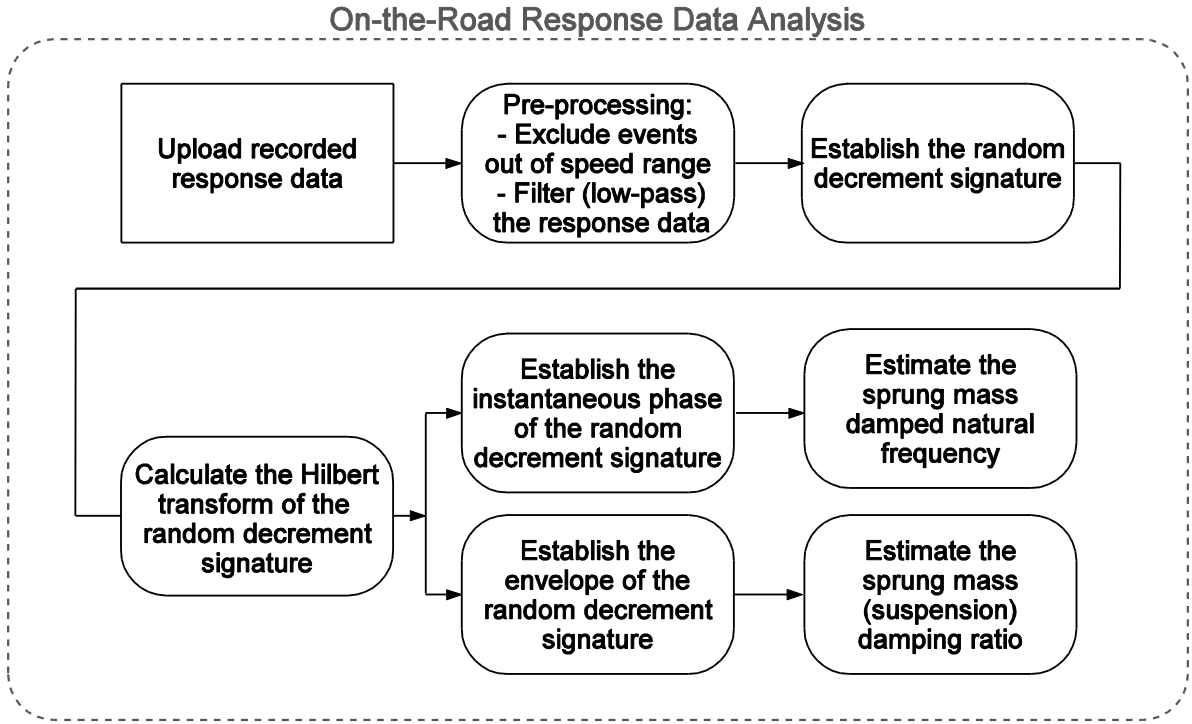 On-the-Road Response Data Analysis
Upload recorded
response data
Pre-processing:
- Exclude events
out of speed range
- Filter (low-pass)
the response data
Establish the random
decrement signature
Calculate the Hilbert
transform of the
random decrement
signature
Establish the
instantaneous phase
of the random
decrement signature
Estimate the
sprung mass
damped natural
frequency
Establish the
envelope of the
random decrement
signature
Estimate the
sprung mass
(suspension)
damping ratio